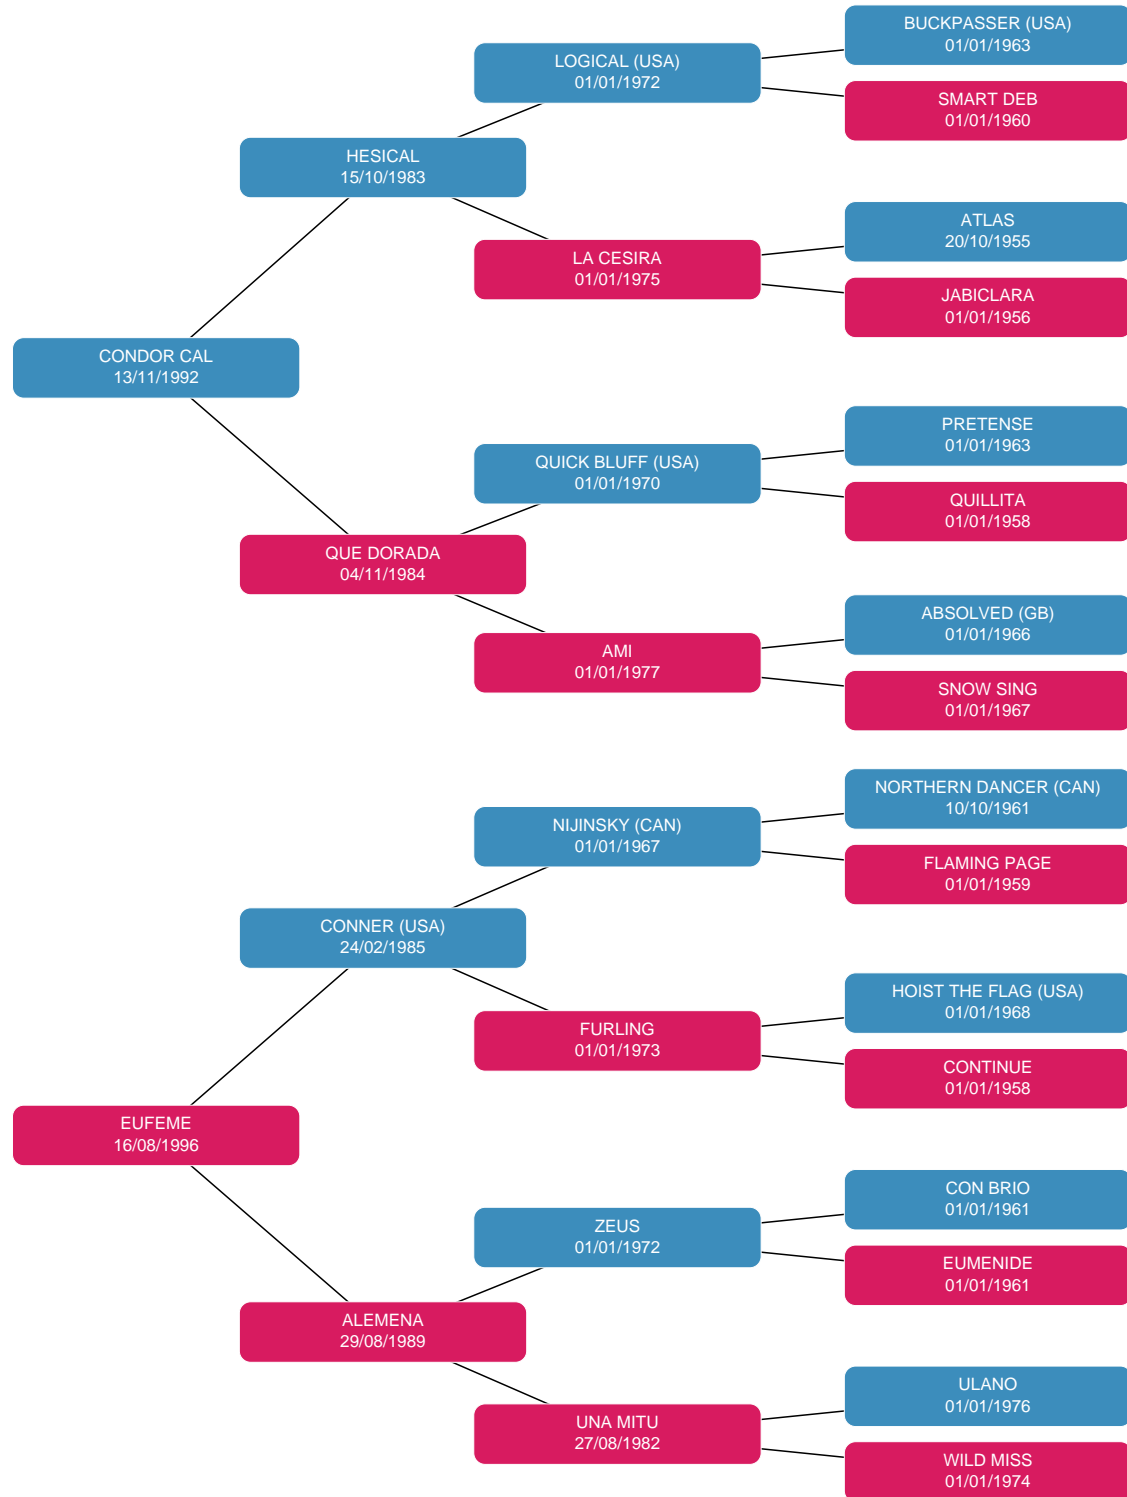 BUCKPASSER (USA)
01/01/1963
LOGICAL (USA)
01/01/1972
SMART DEB
01/01/1960
HESICAL
15/10/1983
ATLAS
20/10/1955
LA CESIRA
01/01/1975
JABICLARA
01/01/1956
CONDOR CAL
13/11/1992
PRETENSE
01/01/1963
QUICK BLUFF (USA)
01/01/1970
QUILLITA
01/01/1958
QUE DORADA
04/11/1984
ABSOLVED (GB)
01/01/1966
AMI
01/01/1977
SNOW SING
01/01/1967
NORTHERN DANCER (CAN)
10/10/1961
NIJINSKY (CAN)
01/01/1967
FLAMING PAGE
01/01/1959
CONNER (USA)
24/02/1985
HOIST THE FLAG (USA)
01/01/1968
FURLING
01/01/1973
CONTINUE
01/01/1958
EUFEME
16/08/1996
CON BRIO
01/01/1961
ZEUS
01/01/1972
EUMENIDE
01/01/1961
ALEMENA
29/08/1989
ULANO
01/01/1976
UNA MITU
27/08/1982
WILD MISS
01/01/1974